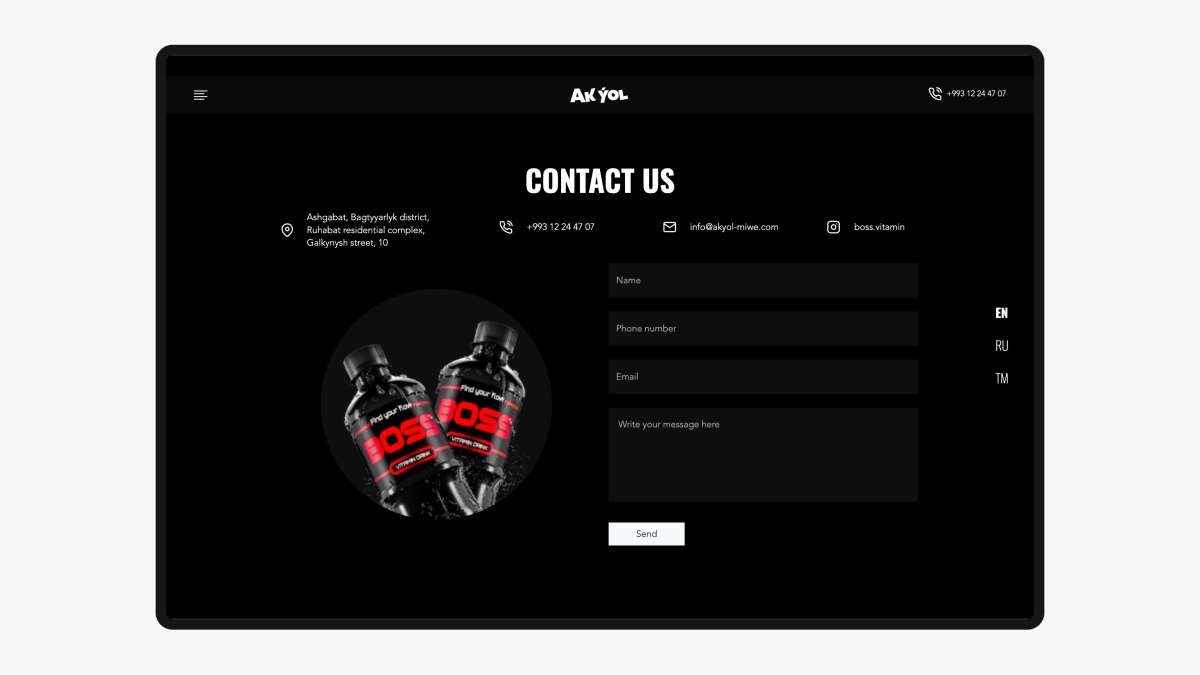 AK ÝOL
+993 12 24 47 07
CONTACT US
Ashgabat, Bagtyyarlyk district,
Ruhabat residential complex,
Galkynysh street, 10
+993 12 24 47 07
info@akyol-miwe.com
boss.vitamin
Name
Phone number
Email
Write your message here
Send
EN
RU
TM
Find your flow
BOSS
VITAMIN DRINK
Find your flow
BOSS
VITAMIN DRINK